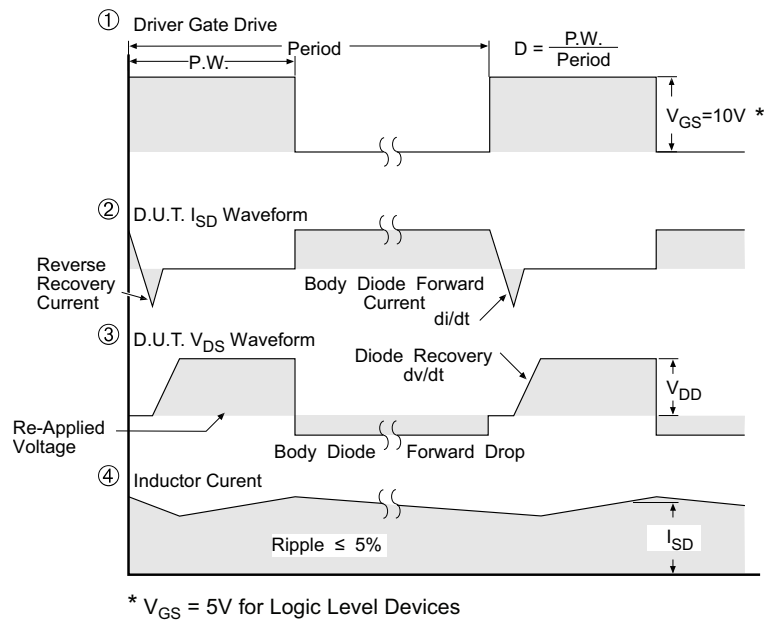 ① Driver Gate Drive
Period
P.W.
D = P.W. / Period
V_GS=10V *
② D.U.T. I_SD Waveform
Reverse
Recovery
Current
Body Diode Forward
Current
di/dt
③ D.U.T. V_DS Waveform
Diode Recovery
dv/dt
V_DD
Re-Applied
Voltage
Body Diode Forward Drop
④ Inductor Curent
Ripple ≤ 5%
I_SD
* V_GS = 5V for Logic Level Devices